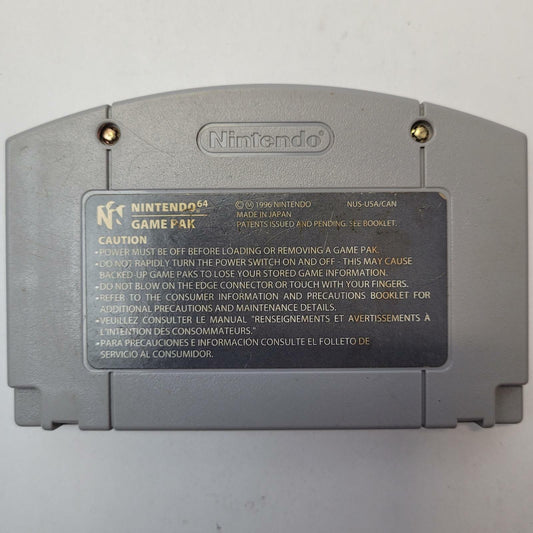 Nintendo®
NINTENDO64 ©Ⓜ1996 NINTENDO NUS-USA/CAN
GAME PAK MADE IN JAPAN
PATENTS ISSUED AND PENDING. SEE BOOKLET.
CAUTION
•POWER MUST BE OFF BEFORE LOADING OR REMOVING A GAME PAK.
•DO NOT RAPIDLY TURN THE POWER SWITCH ON AND OFF - THIS MAY CAUSE
BACKED-UP GAME PAKS TO LOSE YOUR STORED GAME INFORMATION.
•DO NOT BLOW ON THE EDGE CONNECTOR OR TOUCH WITH YOUR FINGERS.
•REFER TO THE CONSUMER INFORMATION AND PRECAUTIONS BOOKLET FOR
ADDITIONAL PRECAUTIONS AND MAINTENANCE DETAILS.
•VEUILLEZ CONSULTER LE MANUAL "RENSEIGNEMENTS ET AVERTISSEMENTS À
L'INTENTION DES CONSOMMATEURS."
•PARA PRECAUCIONES E INFORMACIÓN CONSULTE EL FOLLETO DE
SERVICIO AL CONSUMIDOR.